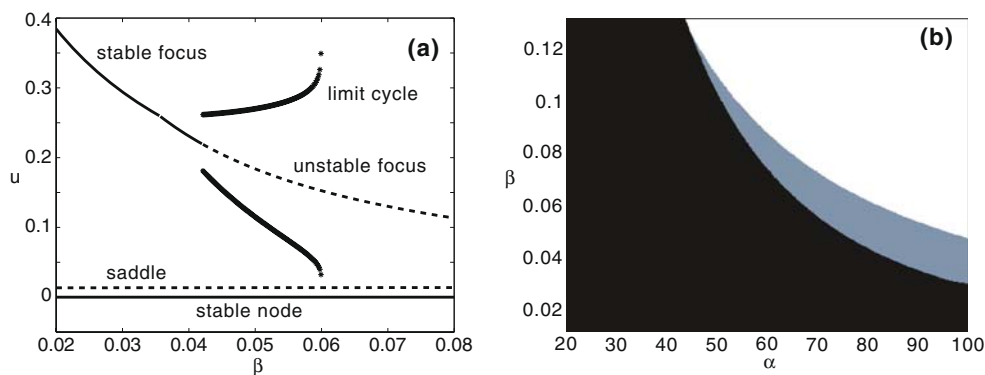 (a)
0.4
0.3
0.2
0.1
0
u
stable focus
limit cycle
unstable focus
saddle
stable node
0.02 0.03 0.04 0.05 0.06 0.07 0.08
β
(b)
0.12
0.1
0.08
0.06
0.04
0.02
β
20 30 40 50 60 70 80 90 100
α